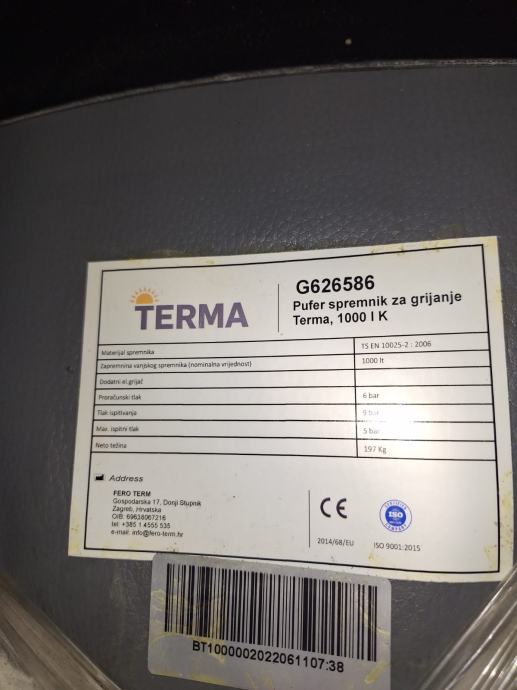 TERMA
G626586
Pufer spremnik za grijanje
Terma, 1000 l K
Materijal spremnika TS EN 10025-2 : 2006
Zapremnina vanjskog spremnika (nominalna vrijednost) 1000 lt
Dodatni el.grijač
Proračunski tlak 6 bar
Tlak ispitivanja 9 bar
Max. ispitni tlak 5 bar
Neto težina 197 Kg
Address
FERO TERM
Gospodarska 17, Donji Stupnik
Zagreb, Hrvatska
OIB: 69638067216
tel: +385 1 4555 535
e-mail: info@fero-term.hr
CE
2014/68/EU
ISO
COMPANY
ISO 9001:2015
BT1000002022061107:38